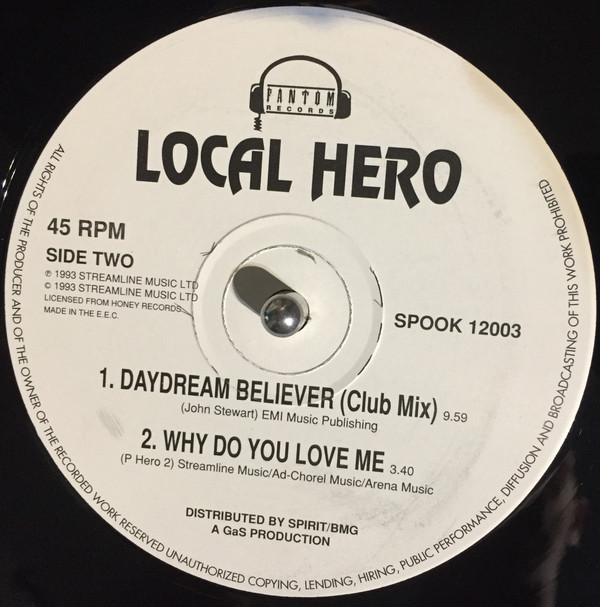 FANTOM
RECORDS
LOCAL HERO
45 RPM
SIDE TWO
℗ 1993 STREAMLINE MUSIC LTD
© 1993 STREAMLINE MUSIC LTD
LICENSED FROM HONEY RECORDS
MADE IN THE E.E.C.
SPOOK 12003
1. DAYDREAM BELIEVER (Club Mix) 9.59
(John Stewart) EMI Music Publishing
2. WHY DO YOU LOVE ME 3.40
(P Hero 2) Streamline Music/Ad-Chorel Music/Arena Music
DISTRIBUTED BY SPIRIT/BMG
A GaS PRODUCTION
ALL RIGHTS OF THE PRODUCER AND OF THE OWNER OF THE RECORDED WORK RESERVED UNAUTHORIZED COPYING, LENDING, HIRING, PUBLIC PERFORMANCE, DIFFUSION AND BROADCASTING OF THIS WORK PROHIBITED